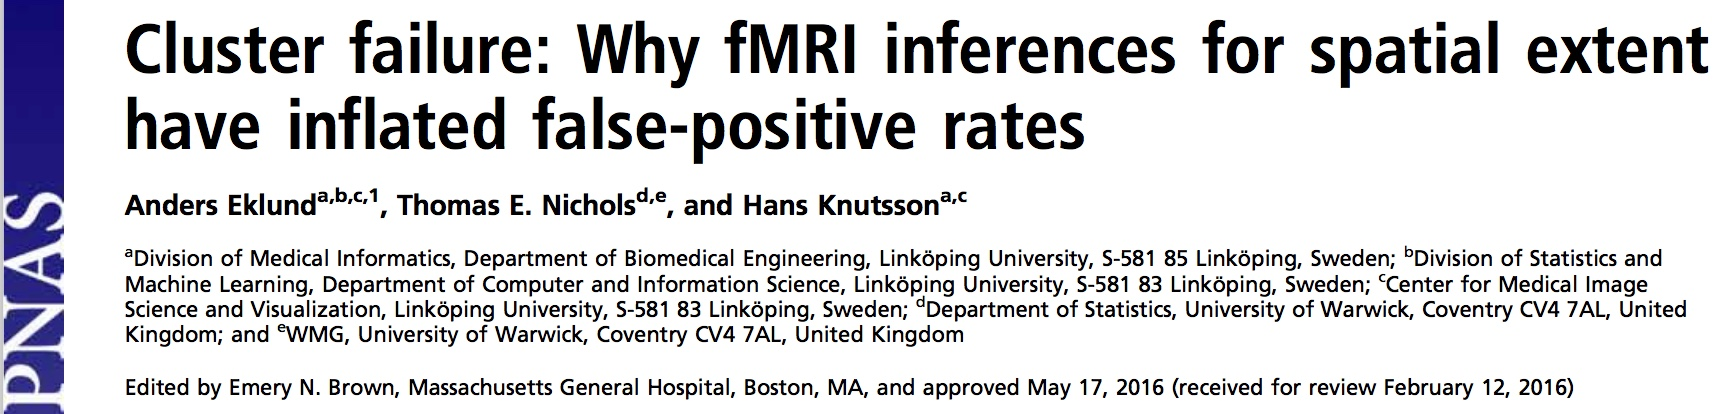 Cluster failure: Why fMRI inferences for spatial extent
have inflated false-positive rates
Anders Eklunda,b,c,1, Thomas E. Nicholsd,e, and Hans Knutssona,c
aDivision of Medical Informatics, Department of Biomedical Engineering, Linköping University, S-581 85 Linköping, Sweden; bDivision of Statistics and
Machine Learning, Department of Computer and Information Science, Linköping University, S-581 83 Linköping, Sweden; cCenter for Medical Image
Science and Visualization, Linköping University, S-581 83 Linköping, Sweden; dDepartment of Statistics, University of Warwick, Coventry CV4 7AL, United
Kingdom; and eWMG, University of Warwick, Coventry CV4 7AL, United Kingdom
Edited by Emery N. Brown, Massachusetts General Hospital, Boston, MA, and approved May 17, 2016 (received for review February 12, 2016)
PNAS